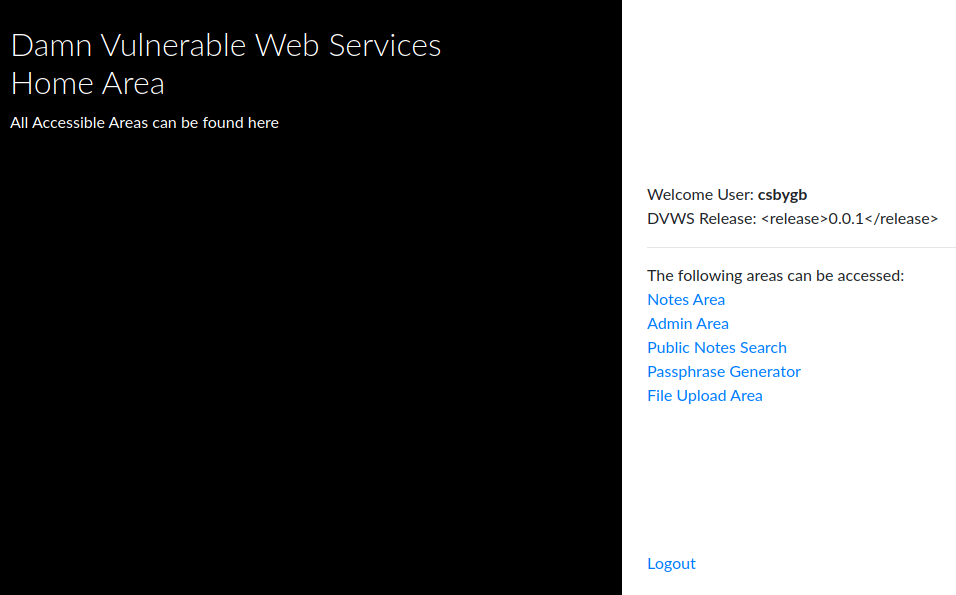 Damn Vulnerable Web Services
Home Area
All Accessible Areas can be found here
Welcome User: csbygb
DVWS Release: <release>0.0.1</release>
The following areas can be accessed:
Notes Area
Admin Area
Public Notes Search
Passphrase Generator
File Upload Area
Logout